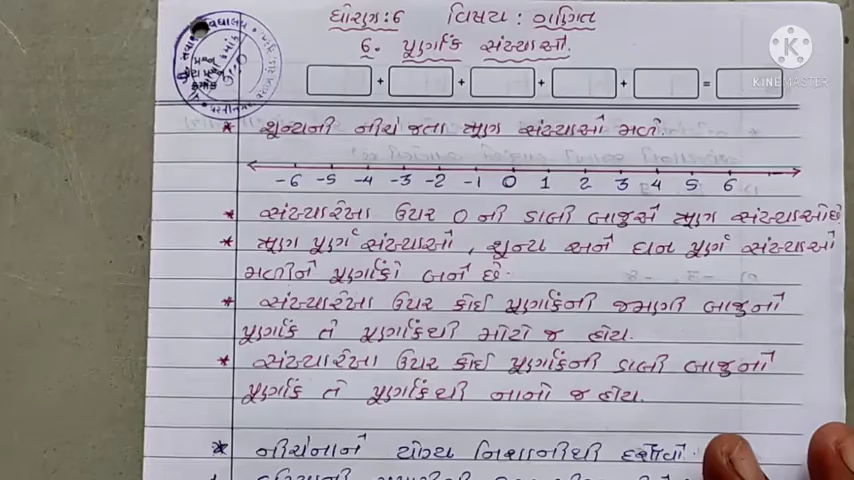 ધોરણ : 6 વિષય : ગણિત
6. પૂર્ણાંક સંખ્યાઓ.
+ + + + =
KINEMASTER
* શૂન્યની નીચે જતા ઋણ સંખ્યાઓ મળે.
-6 -5 -4 -3 -2 -1 0 1 2 3 4 5 6
* સંખ્યારેખા ઉપર 0 ની ડાબી બાજુએ ઋણ સંખ્યાઓ છે
* ઋણ પૂર્ણ સંખ્યાઓ, શૂન્ય અને ધન પૂર્ણ સંખ્યાઓ
મળીને પૂર્ણાંકો બને છે.
* સંખ્યારેખા ઉપર કોઈ પૂર્ણાંકની જમણી બાજુનો
પૂર્ણાંક તે પૂર્ણાંકથી મોટો જ હોય.
* સંખ્યારેખા ઉપર કોઈ પૂર્ણાંકની ડાબી બાજુનો
પૂર્ણાંક તે પૂર્ણાંકથી નાનો જ હોય.
* નીચેનાને યોગ્ય નિશાનીથી દર્શાવો